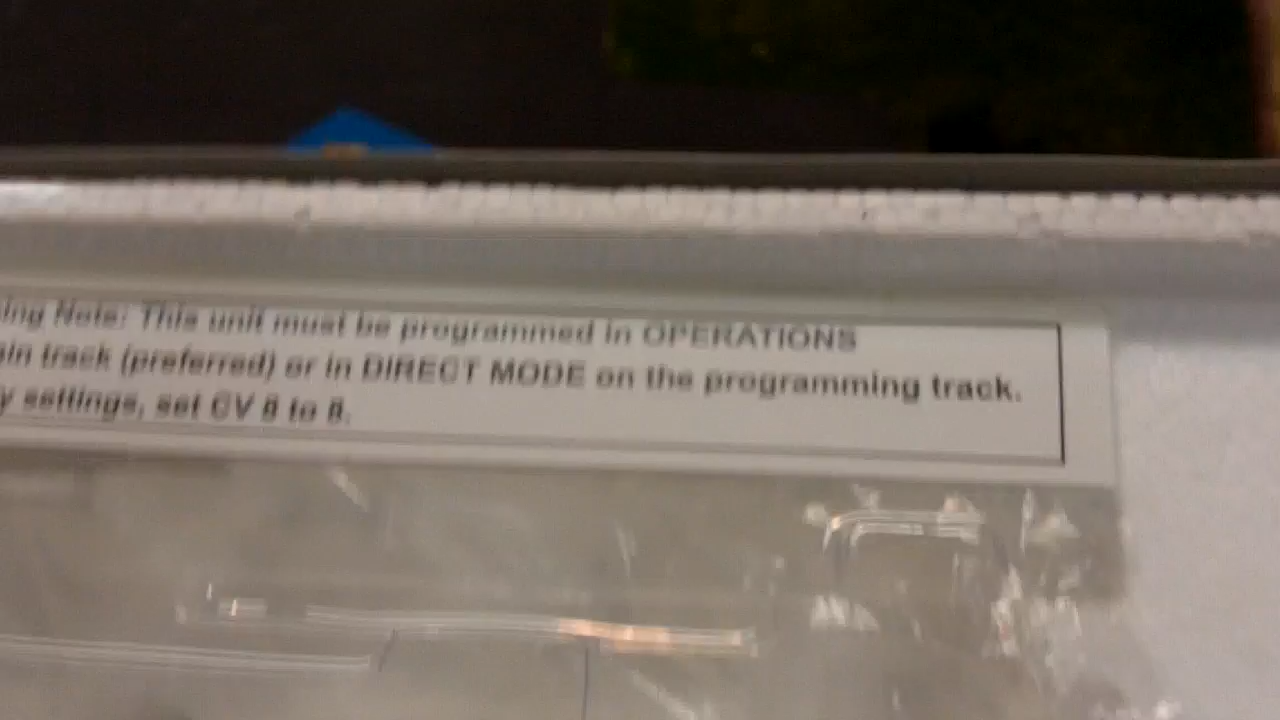 ing Note: This unit must be programmed in OPERATIONS
in track (preferred) or in DIRECT MODE on the programming track.
y settings, set CV 8 to 8.